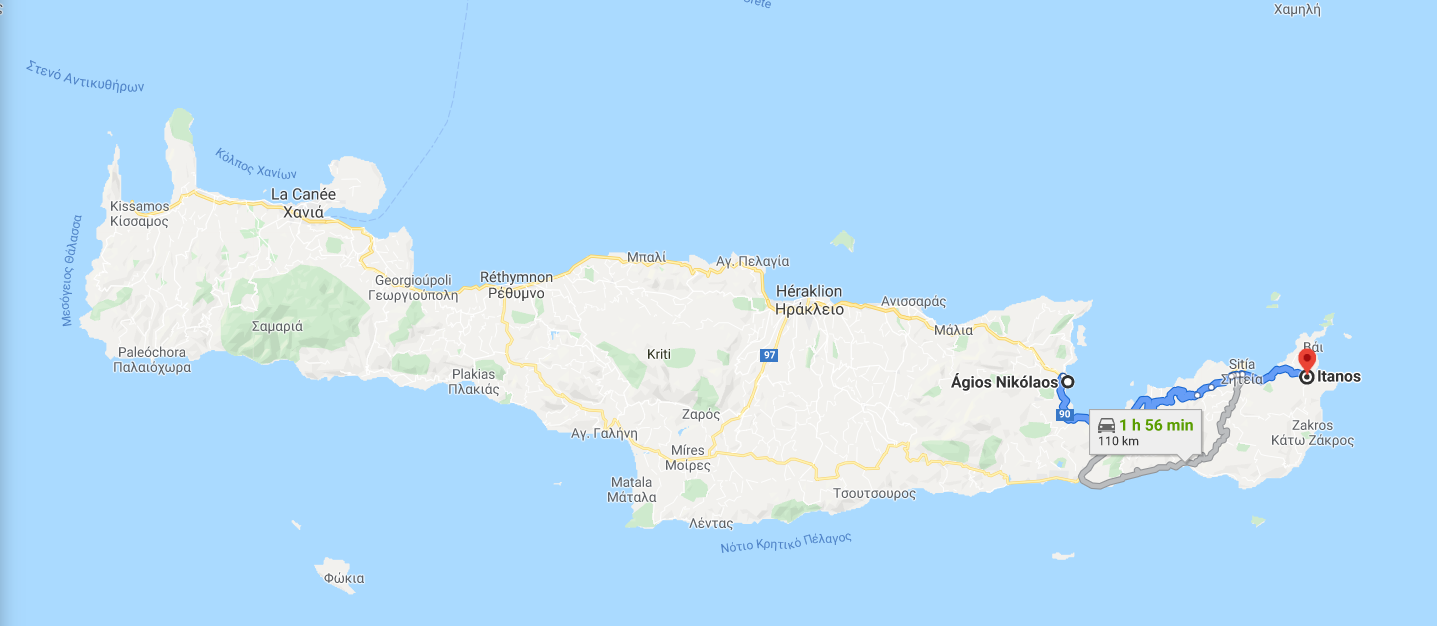 Χαμηλή
Στενό Αντικυθήρων
Κόλπος Χανίων
La Canée
Χανιά
Kissamos
Κίσσαμος
Μεσόγειος Θάλασσα
Georgioúpoli
Γεωργιούπολη
Réthymnon
Ρέθυμνο
Μπαλί
Αγ. Πελαγία
Héraklion
Ηράκλειο
Ανισσαράς
Μάλια
Σαμαριά
Paleóchora
Παλαιόχωρα
Plakias
Πλακιάς
Kriti
97
Ágios Nikólaos
90
1 h 56 min
110 km
Sitía
Σητεία
Βάι
Itanos
Zakros
Κάτω Ζάκρος
Ζαρός
Αγ. Γαλήνη
Míres
Μοίρες
Matala
Μάταλα
Λέντας
Τσουτσουρος
Νότιο Κρητικό Πέλαγος
Φώκια